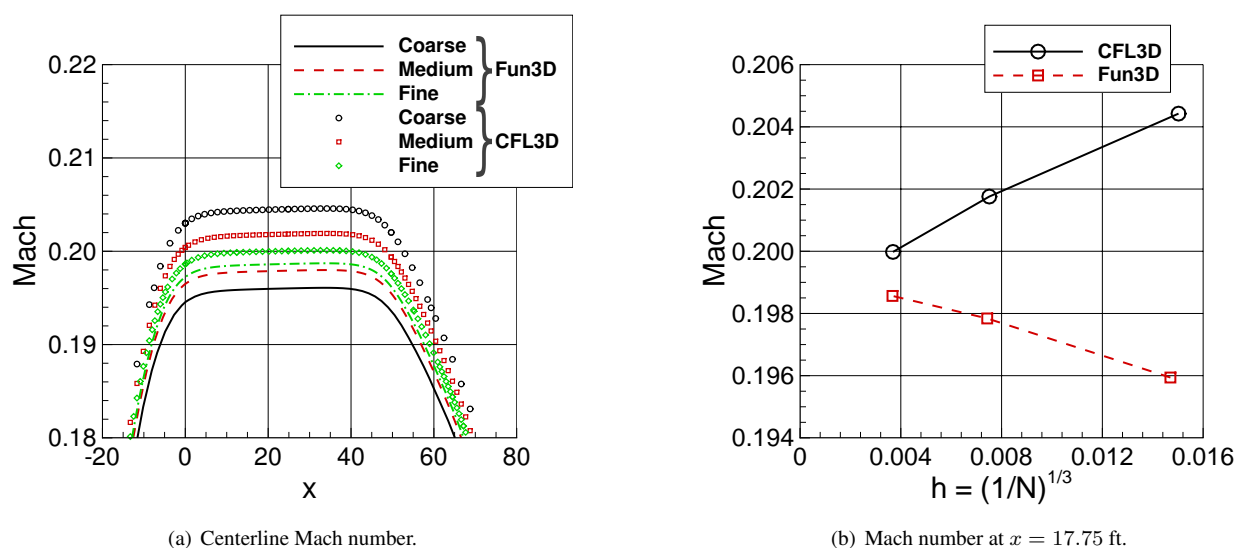 Coarse
Medium
Fine
Fun3D
Coarse
Medium
Fine
CFL3D
0.22
0.21
0.20
0.19
0.18
Mach
-20 0 20 40 60 80
x
(a) Centerline Mach number.
CFL3D
Fun3D
0.206
0.204
0.202
0.200
0.198
0.196
0.194
Mach
0 0.004 0.008 0.012 0.016
h = (1/N)^{1/3}
(b) Mach number at x = 17.75 ft.